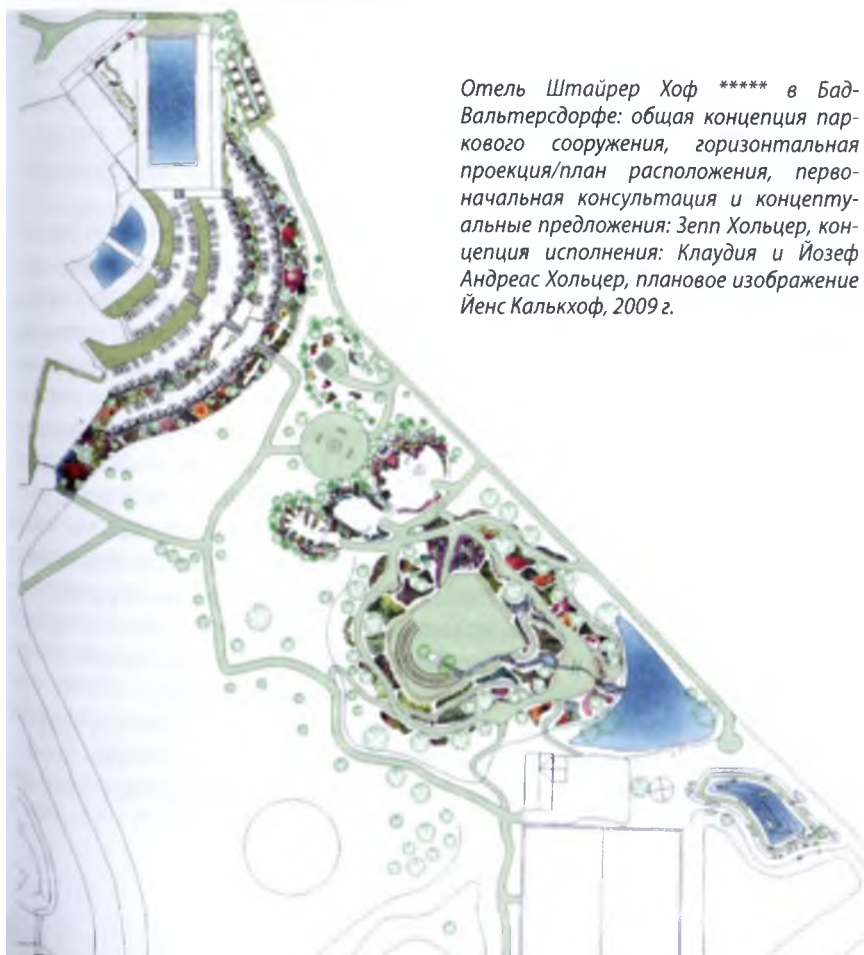 Отель Штайрер Хоф ***** в Бад-
Вальтерсдорфе: общая концепция пар-
кового сооружения, горизонтальная
проекция/план расположения, перво-
начальная консультация и концепту-
альные предложения: Зепп Хольцер, кон-
цепция исполнения: Клаудия и Йозеф
Андреас Хольцер, плановое изображение
Йенс Калькхоф, 2009 г.